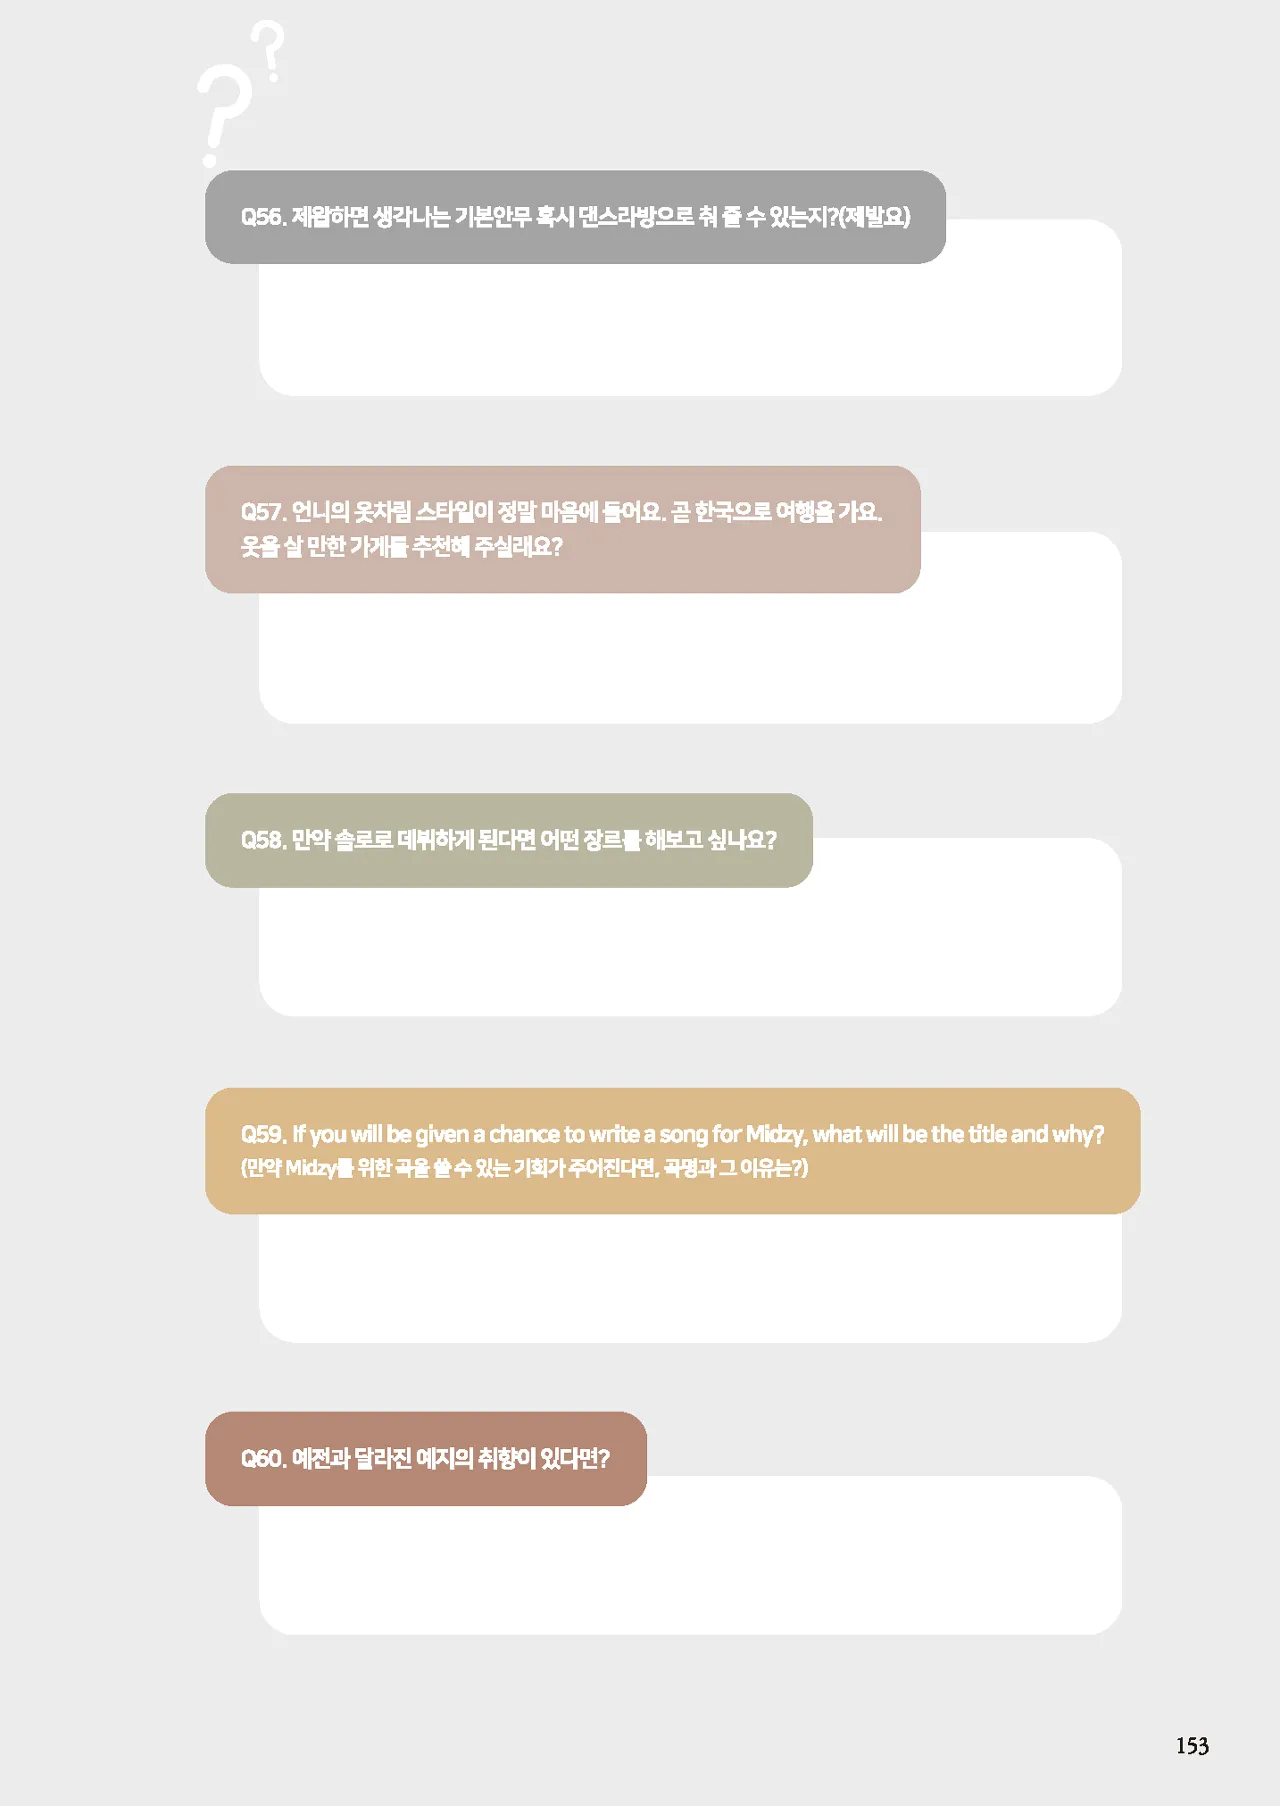 Q56. 제왑하면 생각나는 기본안무 혹시 댄스라방으로 춰 줄 수 있는지?(제발요)
Q57. 언니의 옷차림 스타일이 정말 마음에 들어요. 곧 한국으로 여행을 가요.
옷을 살 만한 가게를 추천해 주실래요?
Q58. 만약 솔로로 데뷔하게 된다면 어떤 장르를 해보고 싶나요?
Q59. If you will be given a chance to write a song for Midzy, what will be the title and why?
(만약 Midzy를 위한 곡을 쓸 수 있는 기회가 주어진다면, 곡명과 그 이유는?)
Q60. 예전과 달라진 예지의 취향이 있다면?
153